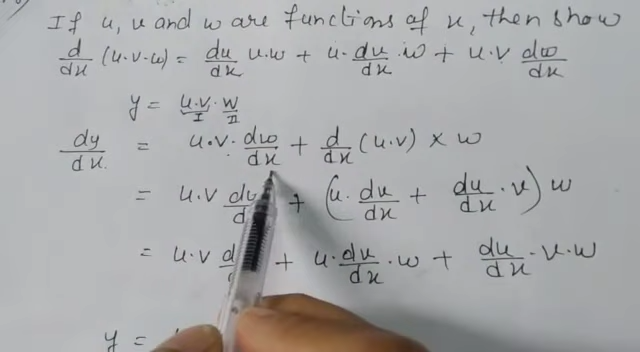 If u, v and w are functions of x, then show
d/dx (u·v·w) = du/dx v·w + u· dv/dx ·w + u·v dw/dx
y = u·v · w
I II
dy/dx = u·v· dw/dx + d/dx (u·v) × w
= u·v + (u· dv/dx + du/dx · v) w
= u·v + u· dv/dx · w + du/dx · v·w
y =